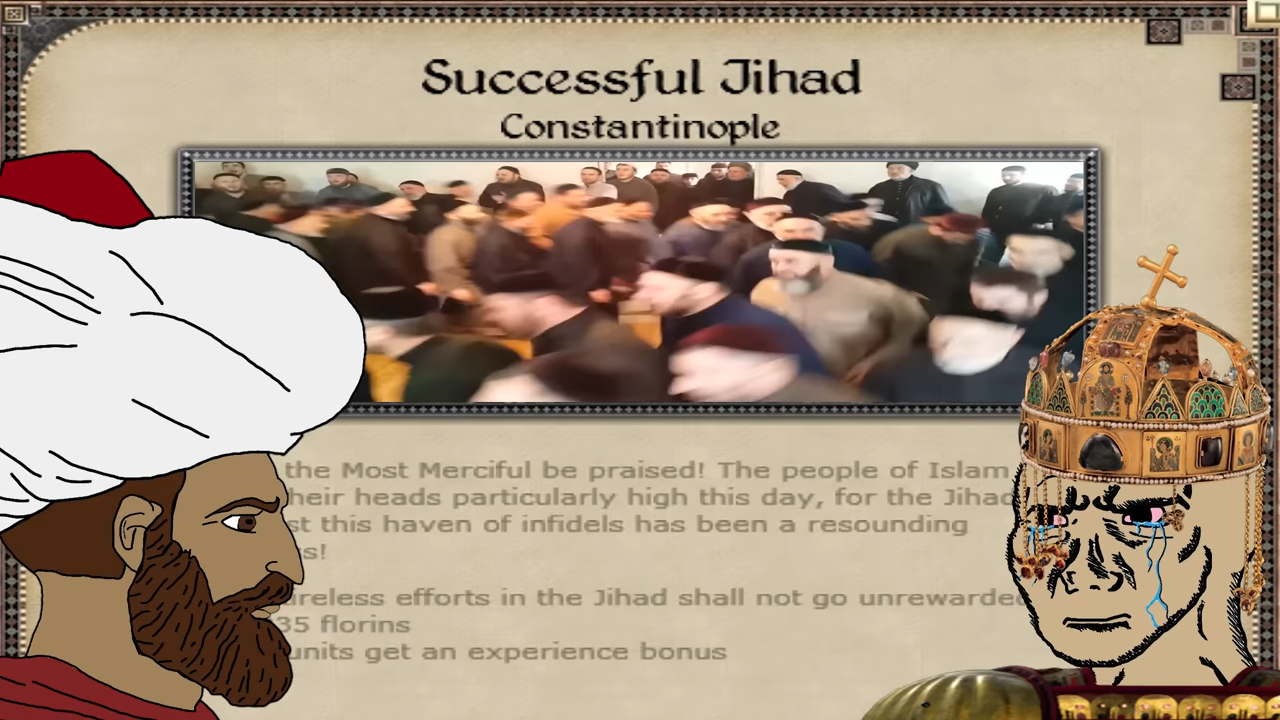 Successful Jihad
Constantinople
the Most Merciful be praised! The people of Islam
heir heads particularly high this day, for the Jihad
st this haven of infidels has been a resounding
s!
ireless efforts in the Jihad shall not go unrewarded
35 florins
units get an experience bonus